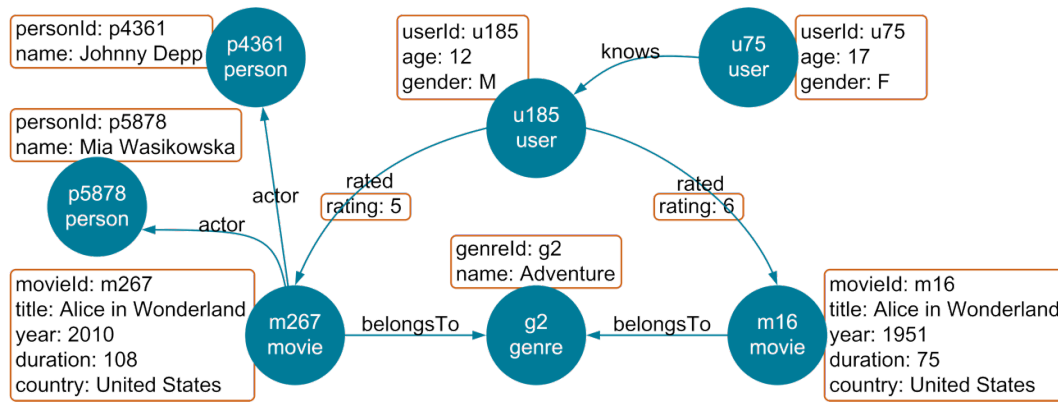 personId: p4361
name: Johnny Depp
p4361
person
userId: u185
age: 12
gender: M
knows
u75
user
userId: u75
age: 17
gender: F
personId: p5878
name: Mia Wasikowska
p5878
person
u185
user
actor
actor
rated
rating: 5
rated
rating: 6
genreId: g2
name: Adventure
movieId: m267
title: Alice in Wonderland
year: 2010
duration: 108
country: United States
m267
movie
belongsTo
g2
genre
belongsTo
m16
movie
movieId: m16
title: Alice in Wonderland
year: 1951
duration: 75
country: United States